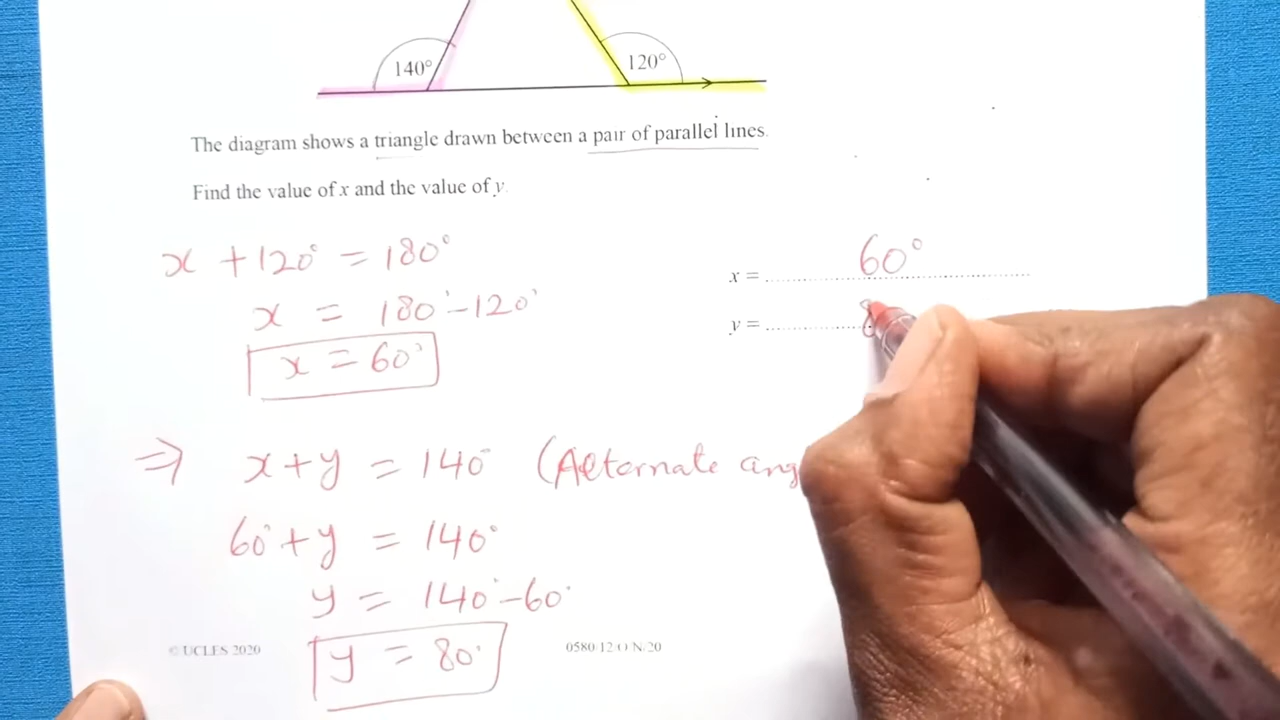 140°
120°
The diagram shows a triangle drawn between a pair of parallel lines.
Find the value of x and the value of y.
x + 120° = 180°
x = 180° - 120°
x = 60°
x = 60°
y = 8
⇒ x + y = 140° (Alternate ang
60° + y = 140°
y = 140° - 60°
y = 80°
© UCLES 2020
0580/12/O/N/20